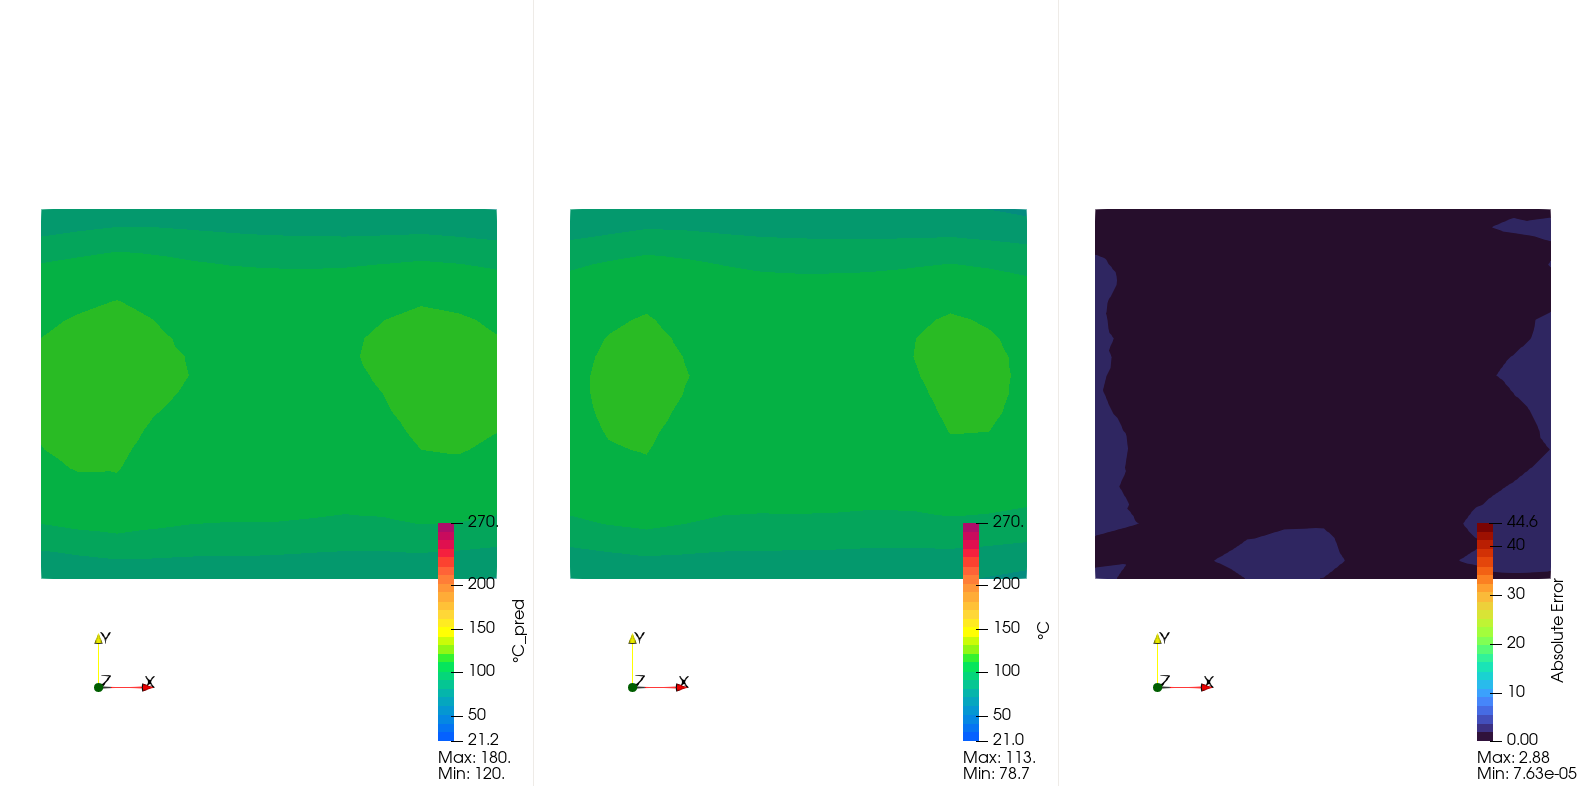 270.
200
150
100
50
21.2
°C_pred
Max: 180.
Min: 120.
Y
Z
X
270.
200
150
100
50
21.0
°C
Max: 113.
Min: 78.7
Y
Z
X
44.6
40
30
20
10
0.00
Absolute Error
Max: 2.88
Min: 7.63e-05
Y
Z
X